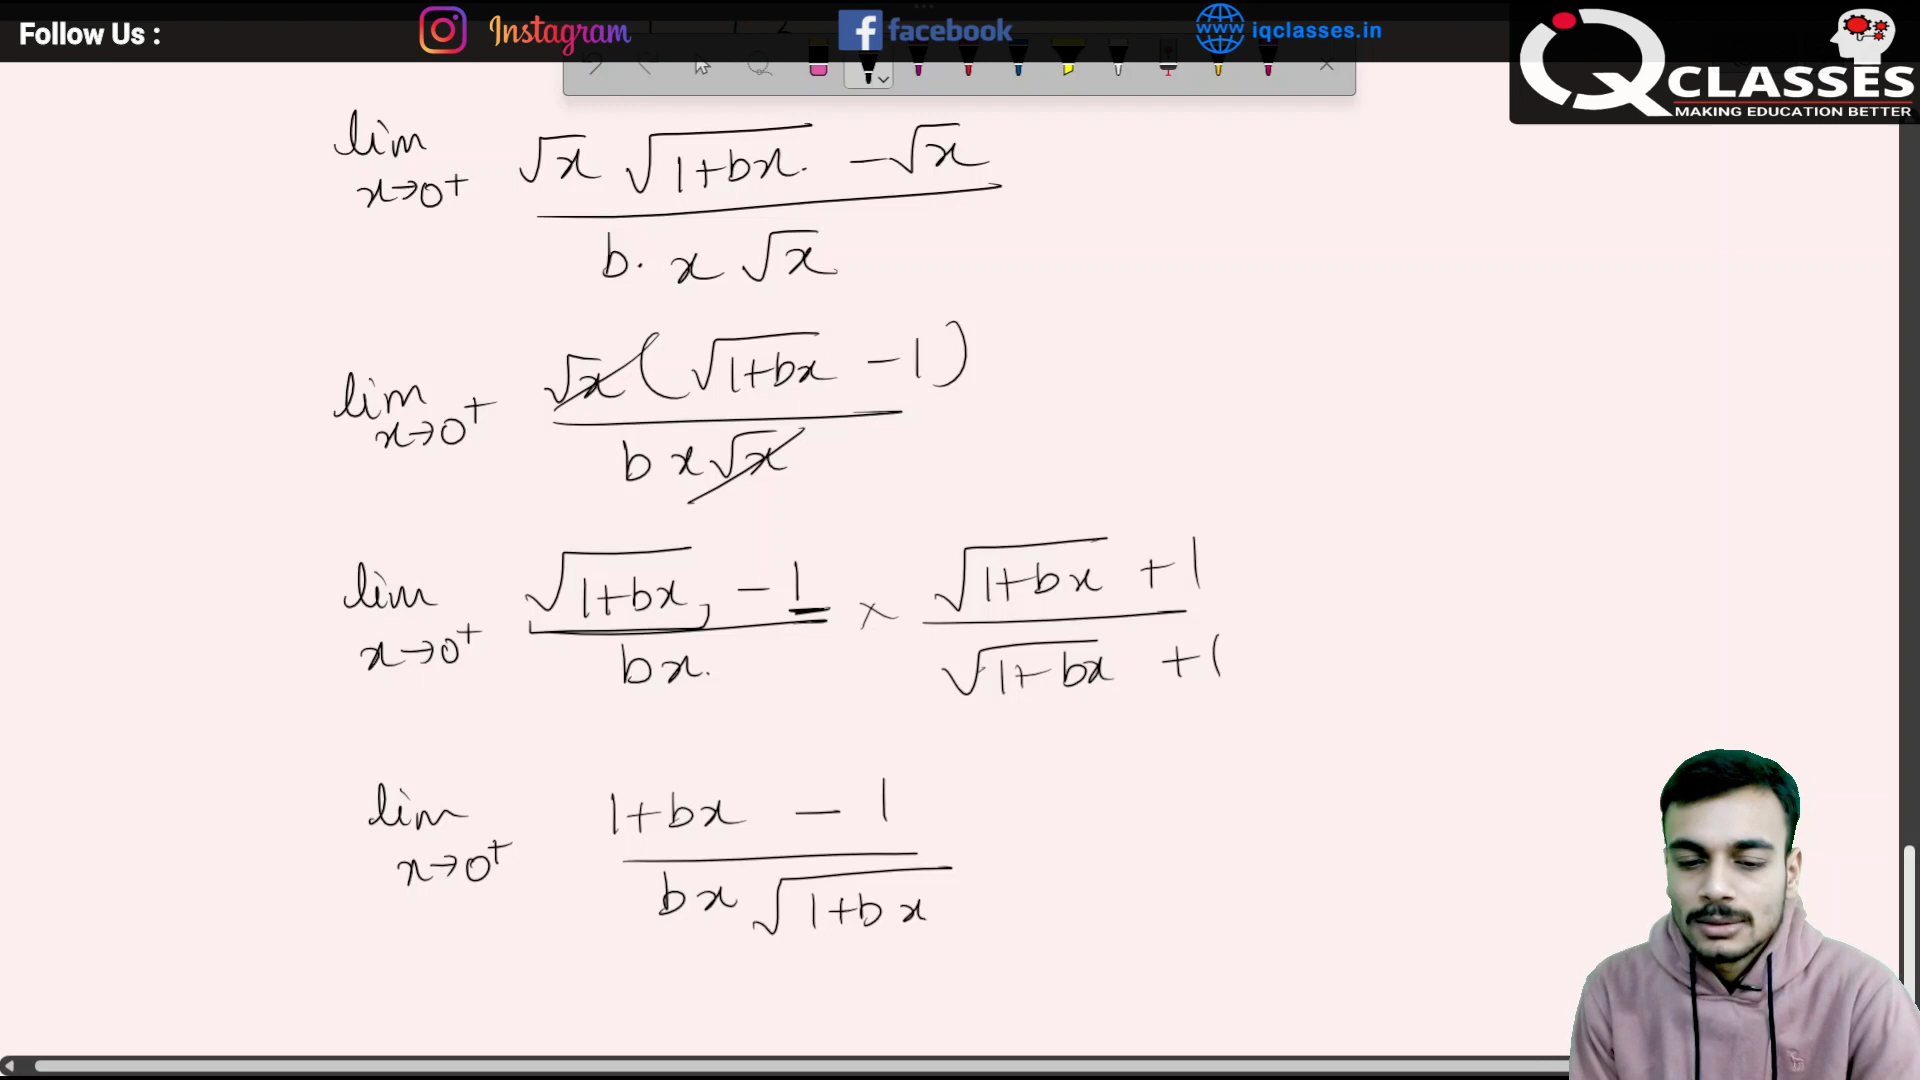 Follow Us : Instagram facebook iqclasses.in
IQ CLASSES
MAKING EDUCATION BETTER
lim x→0⁺ √x √(1+bx) − √x / b. x √x
lim x→0⁺ √x (√(1+bx) − 1) / b x √x
lim x→0⁺ √(1+bx) − 1 / bx. × √(1+bx) + 1 / √(1+bx) + 1
lim x→0⁺ 1+bx − 1 / bx √(1+bx)